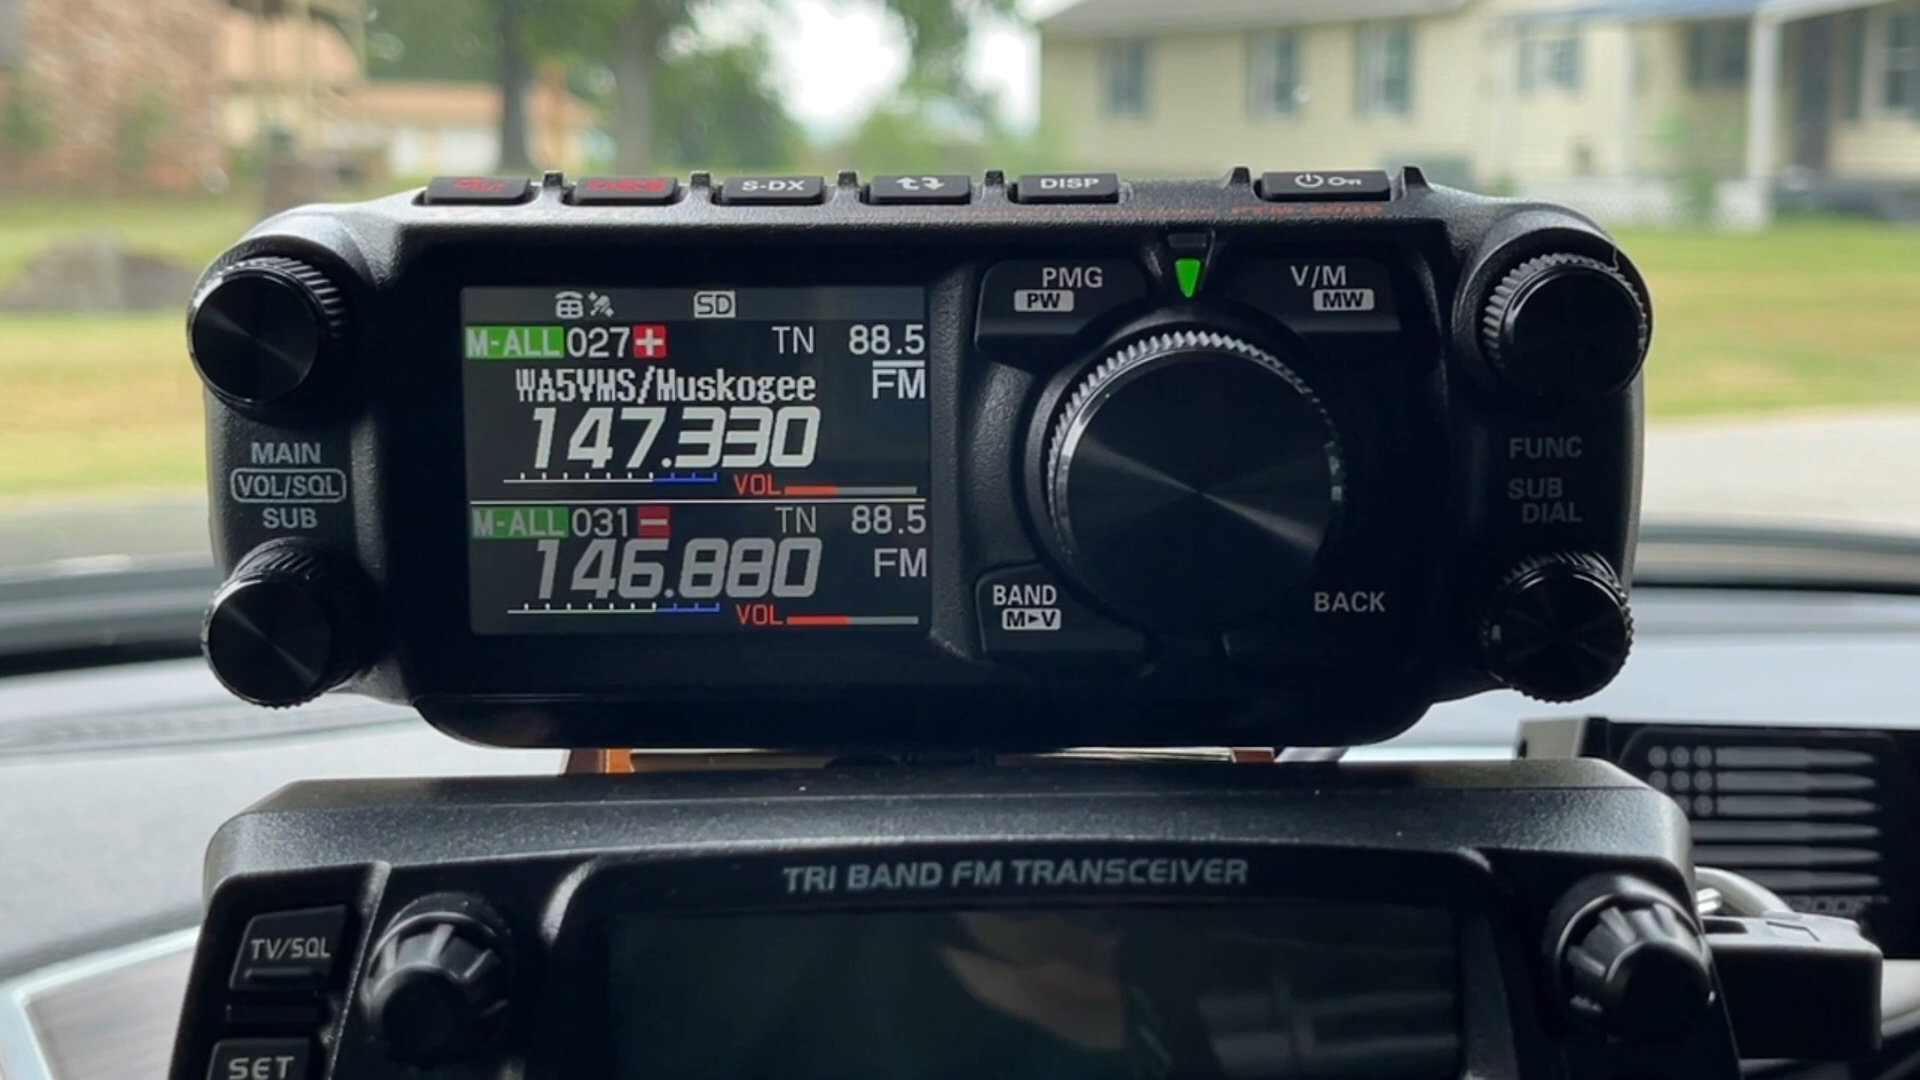 S-DX
DISP
PMG
PW
V/M
MW
SD
M-ALL 027 + TN 88.5
WA5VMS/Muskogee FM
147.330
VOL
M-ALL 031 - TN 88.5
146.880 FM
VOL
MAIN
VOL/SQL
SUB
FUNC
SUB
DIAL
BAND
M►V
BACK
TRI BAND FM TRANSCEIVER
TV/SQL
SET